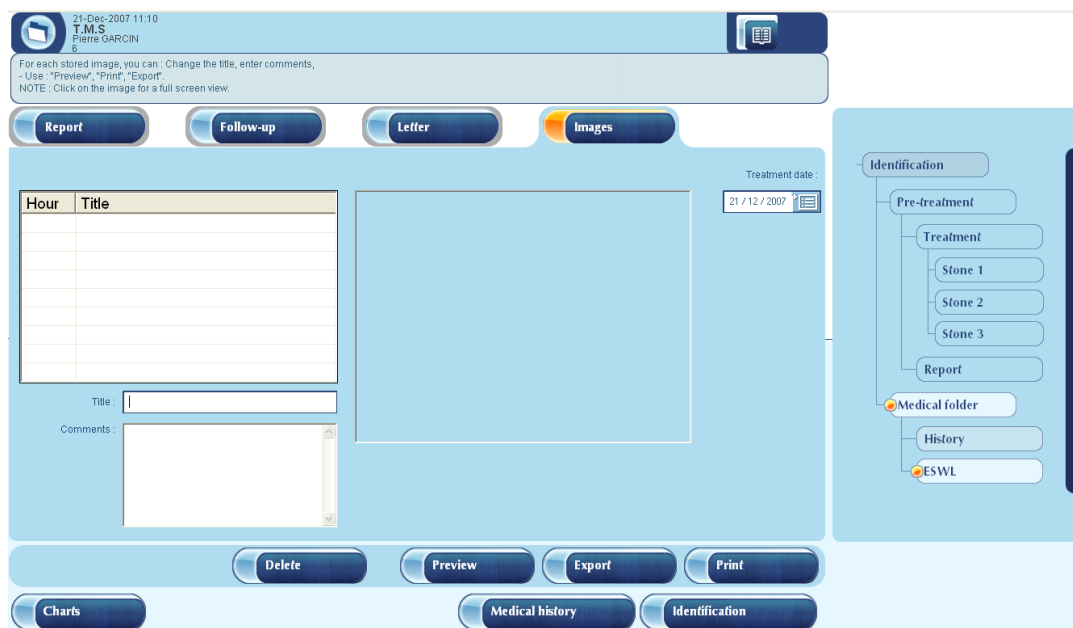 21-Dec-2007 11:10
T.M.S
Pierre GARCIN
6
For each stored image, you can : Change the title, enter comments,
- Use : "Preview", "Print", "Export".
NOTE : Click on the image for a full screen view.
Report
Follow-up
Letter
Images
Treatment date :
21 / 12 / 2007
Hour Title
Title :
Comments :
Delete
Preview
Export
Print
Charts
Medical history
Identification
Identification
Pre-treatment
Treatment
Stone 1
Stone 2
Stone 3
Report
Medical folder
History
ESWL